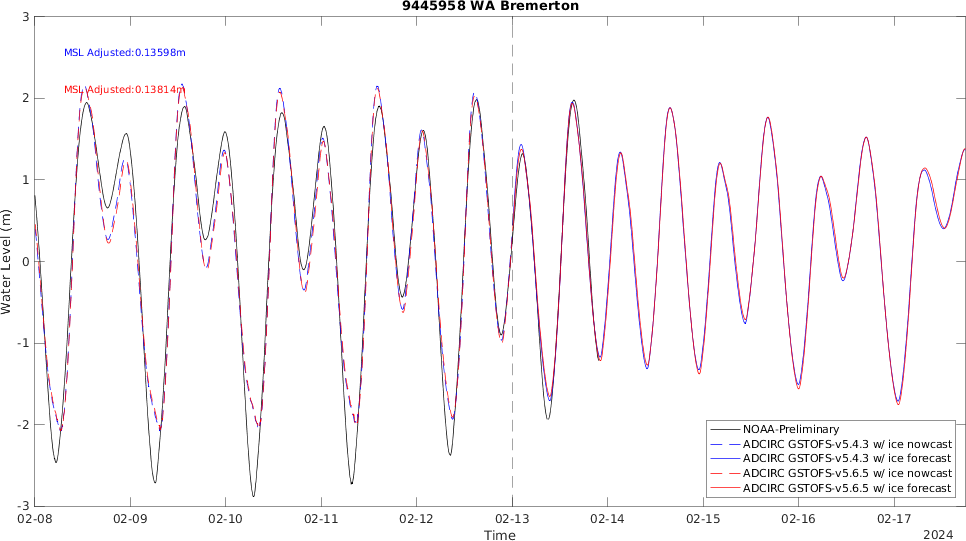 9445958 WA Bremerton
3
MSL Adjusted:0.13598m
MSL Adjusted:0.13814m
2
1
0
-1
-2
-3
Water Level (m)
NOAA-Preliminary
ADCIRC GSTOFS-v5.4.3 w/ ice nowcast
ADCIRC GSTOFS-v5.4.3 w/ ice forecast
ADCIRC GSTOFS-v5.6.5 w/ ice nowcast
ADCIRC GSTOFS-v5.6.5 w/ ice forecast
02-08 02-09 02-10 02-11 02-12 02-13 02-14 02-15 02-16 02-17
Time
2024